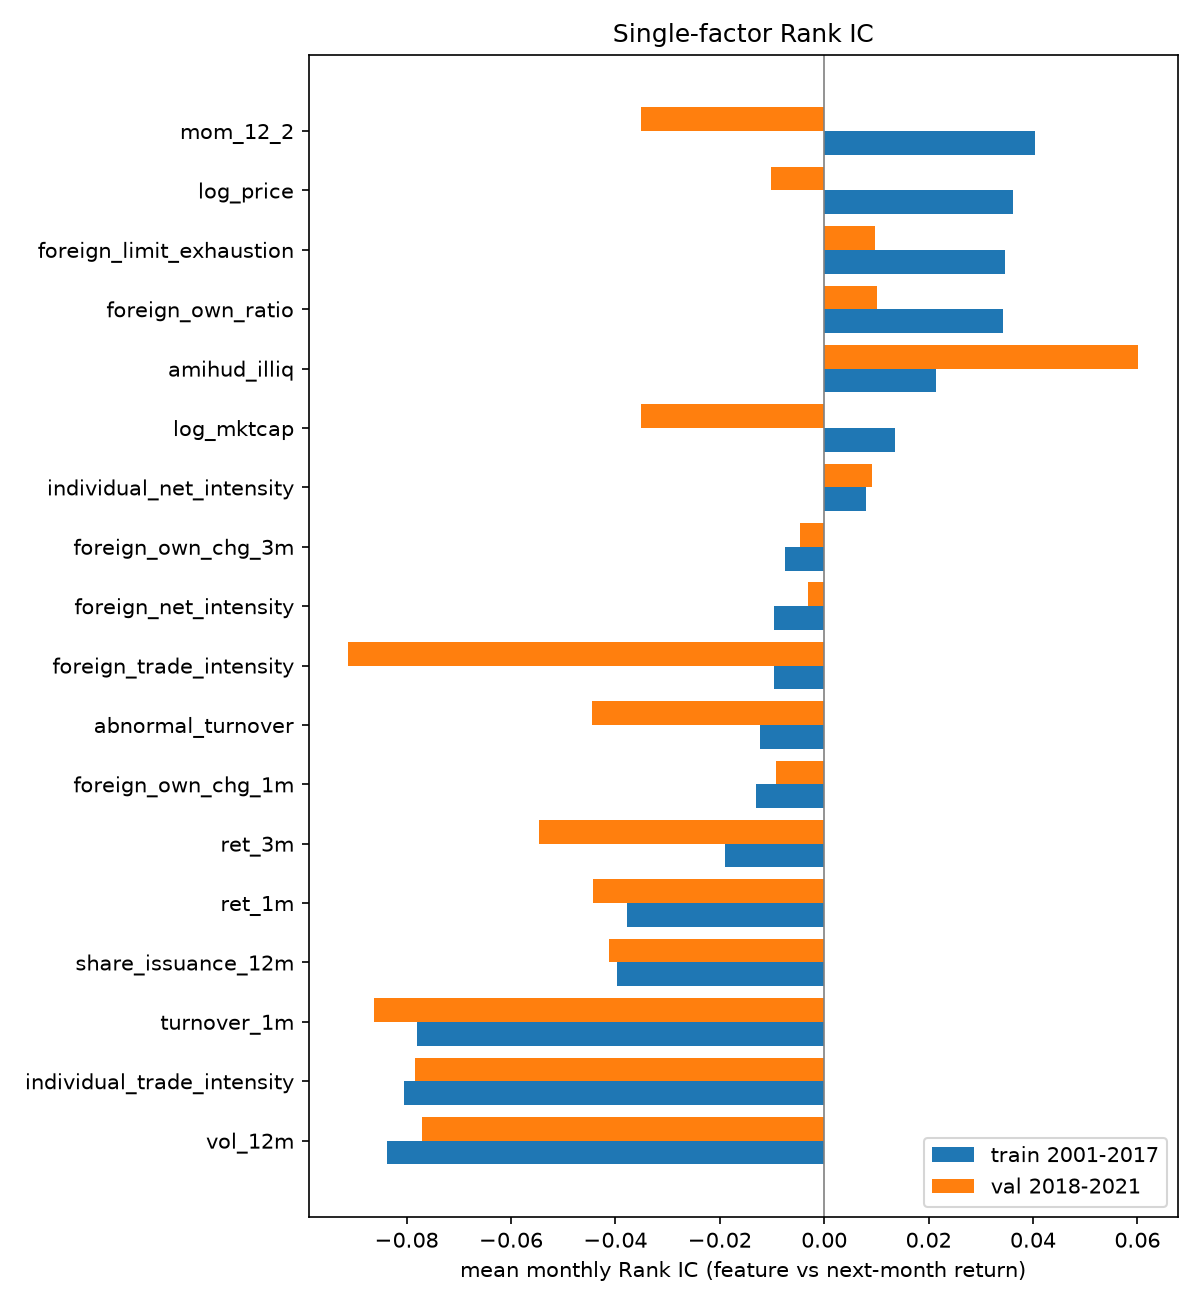 Single-factor Rank IC
mom_12_2
log_price
foreign_limit_exhaustion
foreign_own_ratio
amihud_illiq
log_mktcap
individual_net_intensity
foreign_own_chg_3m
foreign_net_intensity
foreign_trade_intensity
abnormal_turnover
foreign_own_chg_1m
ret_3m
ret_1m
share_issuance_12m
turnover_1m
individual_trade_intensity
vol_12m
train 2001-2017
val 2018-2021
−0.08 −0.06 −0.04 −0.02 0.00 0.02 0.04 0.06
mean monthly Rank IC (feature vs next-month return)